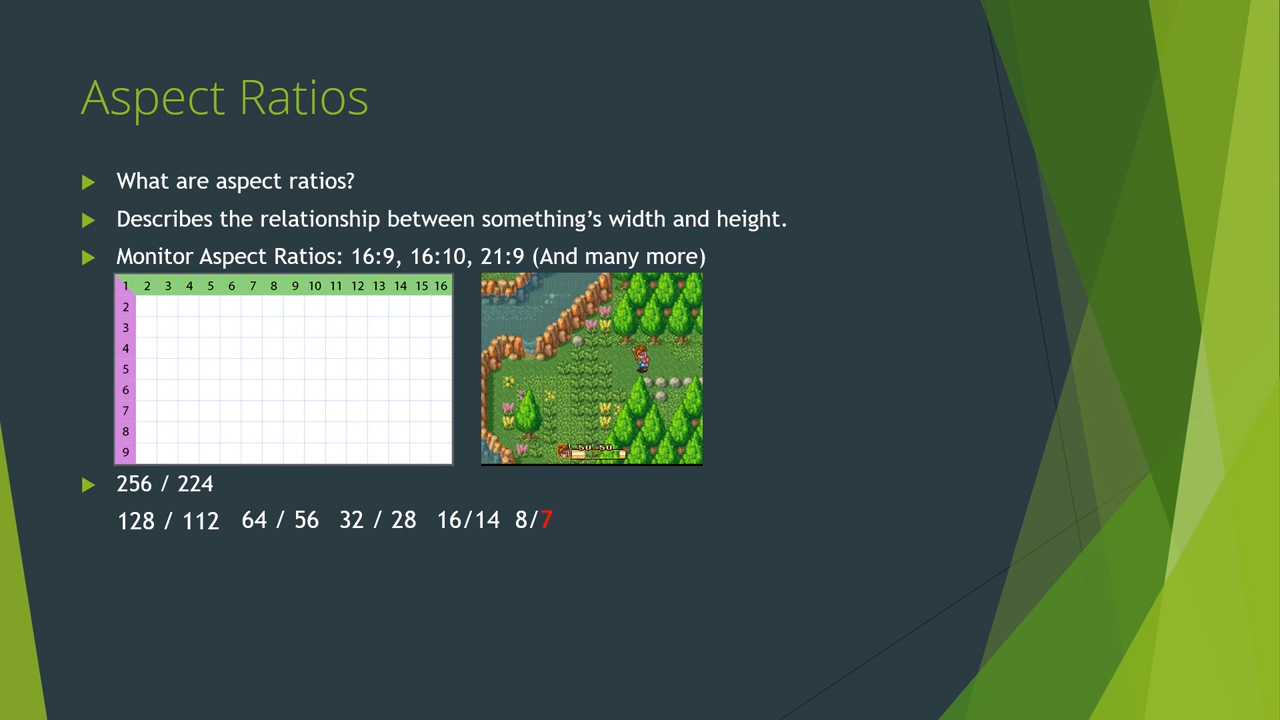 Aspect Ratios
What are aspect ratios?
Describes the relationship between something’s width and height.
Monitor Aspect Ratios: 16:9, 16:10, 21:9 (And many more)
1 2 3 4 5 6 7 8 9 10 11 12 13 14 15 16
2
3
4
5
6
7
8
9
50 50
256 / 224
128 / 112 64 / 56 32 / 28 16/14 8/7